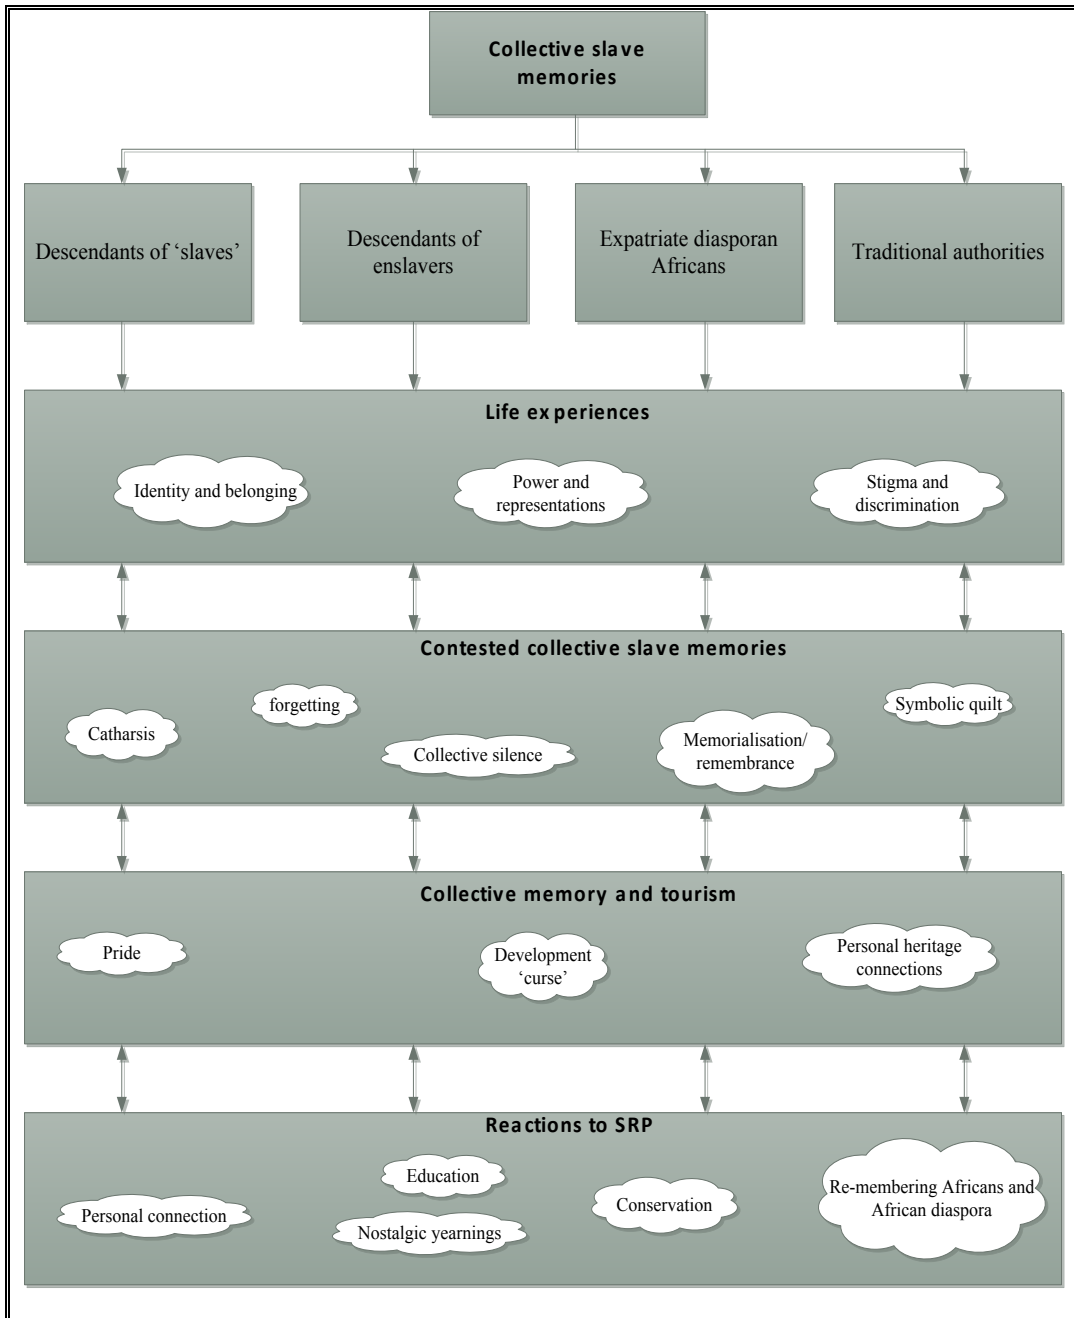 Collective slave
memories
Descendants of ‘slaves’
Descendants of
enslavers
Expatriate diasporan
Africans
Traditional authorities
Life experiences
Identity and belonging
Power and
representations
Stigma and
discrimination
Contested collective slave memories
Catharsis
forgetting
Collective silence
Memorialisation/
remembrance
Symbolic quilt
Collective memory and tourism
Pride
Development
‘curse’
Personal heritage
connections
Reactions to SRP
Personal connection
Education
Nostalgic yearnings
Conservation
Re-membering Africans and
African diaspora